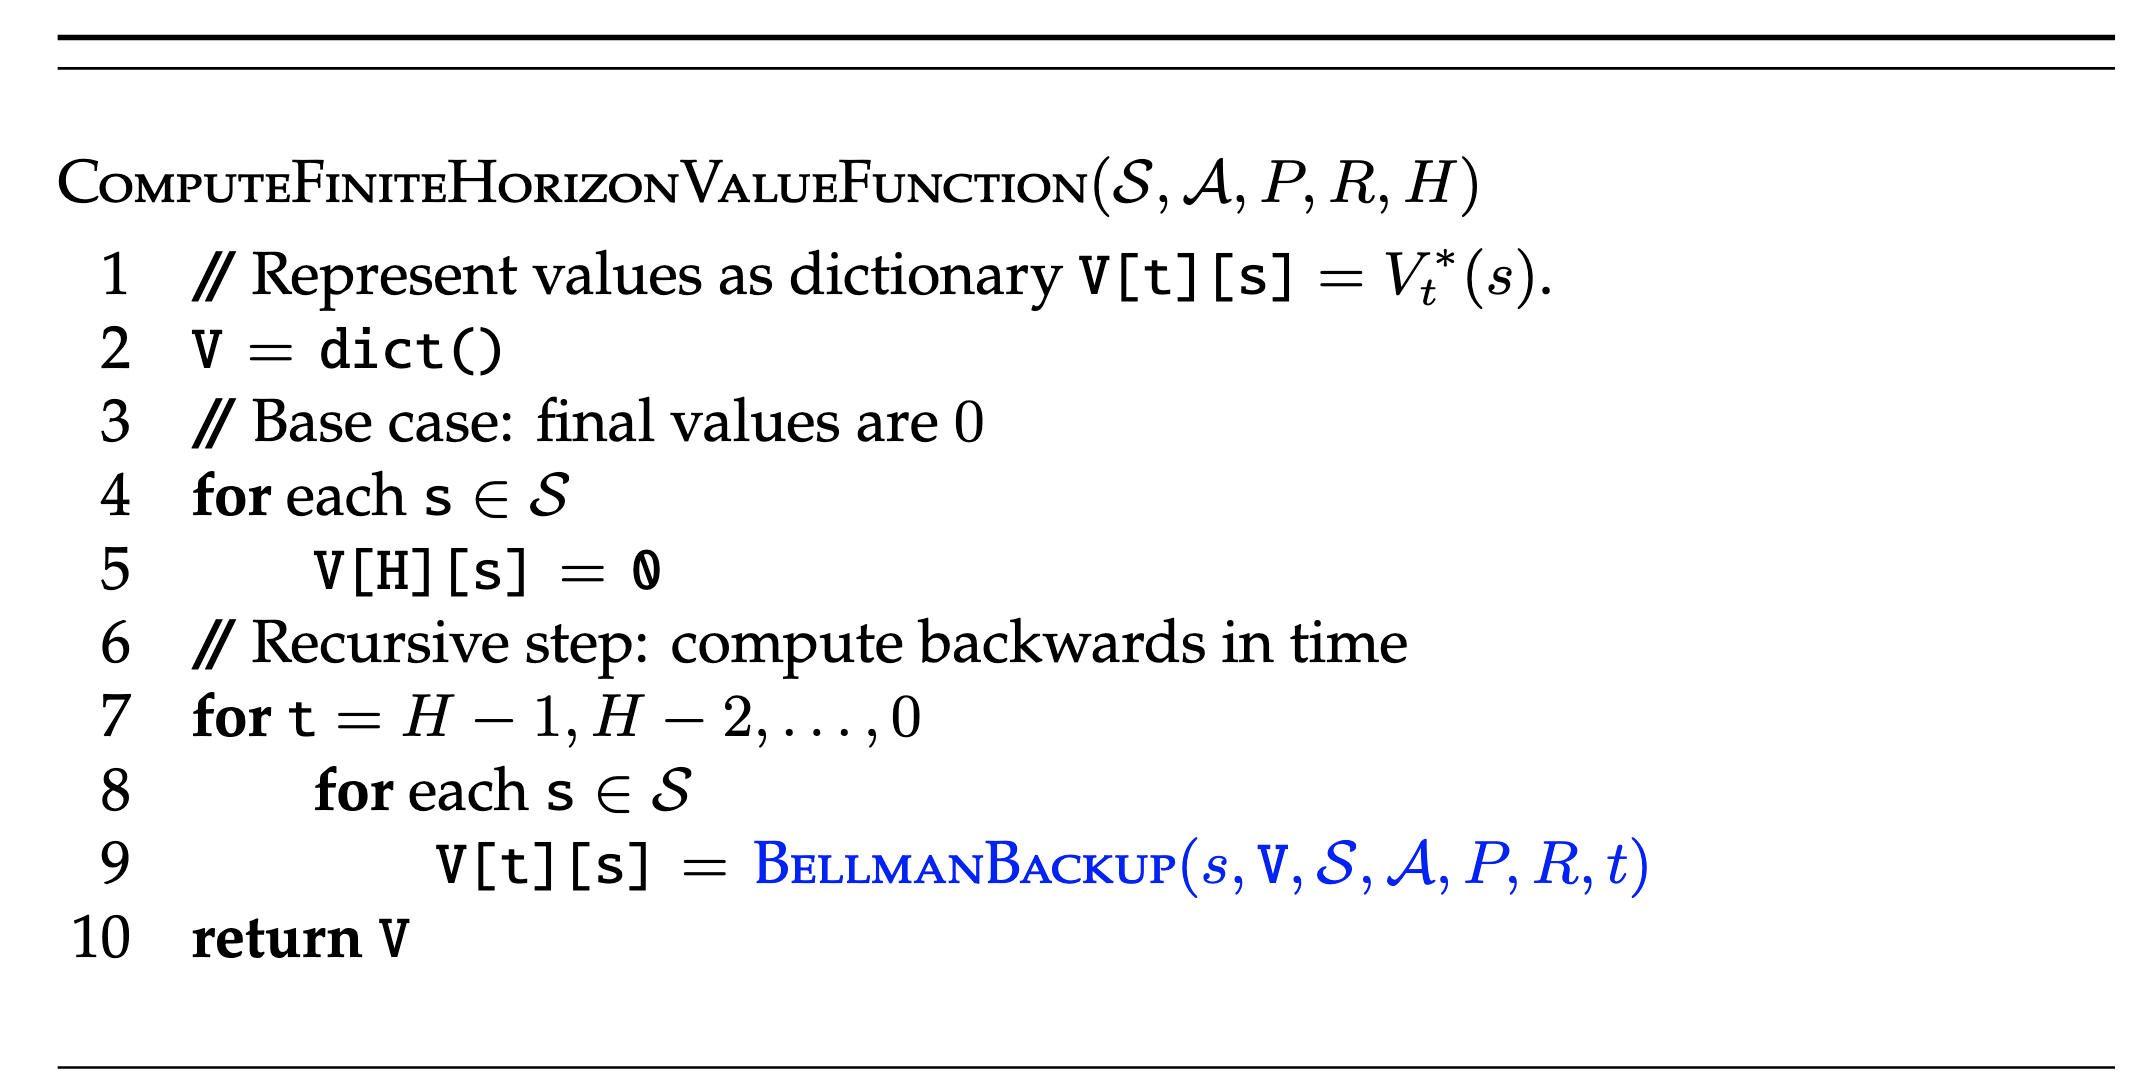 COMPUTEFINITEHORIZONVALUEFUNCTION(𝒮, 𝒜, P, R, H)
1 // Represent values as dictionary V[t][s] = V*ₜ(s).
2 V = dict()
3 // Base case: final values are 0
4 for each s ∈ 𝒮
5 V[H][s] = 0
6 // Recursive step: compute backwards in time
7 for t = H − 1, H − 2, . . . , 0
8 for each s ∈ 𝒮
9 V[t][s] = BELLMANBACKUP(s, V, 𝒮, 𝒜, P, R, t)
10 return V